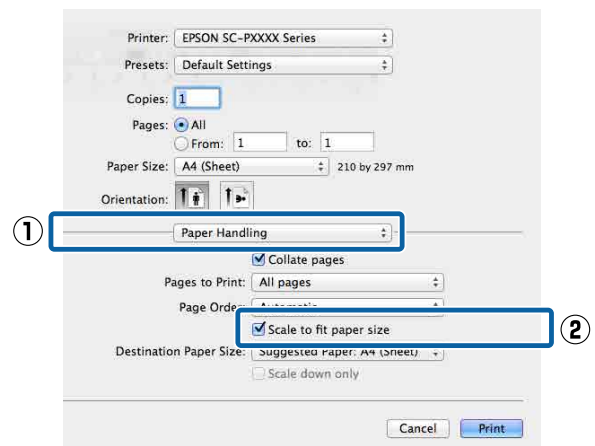 Printer: EPSON SC-PXXXX Series
Presets: Default Settings
Copies: 1
Pages: All
From: 1 to: 1
Paper Size: A4 (Sheet) 210 by 297 mm
Orientation:
① Paper Handling
Collate pages
Pages to Print: All pages
Page Order: Automatic
Scale to fit paper size ②
Destination Paper Size: Suggested Paper: A4 (Sheet)
Scale down only
Cancel Print